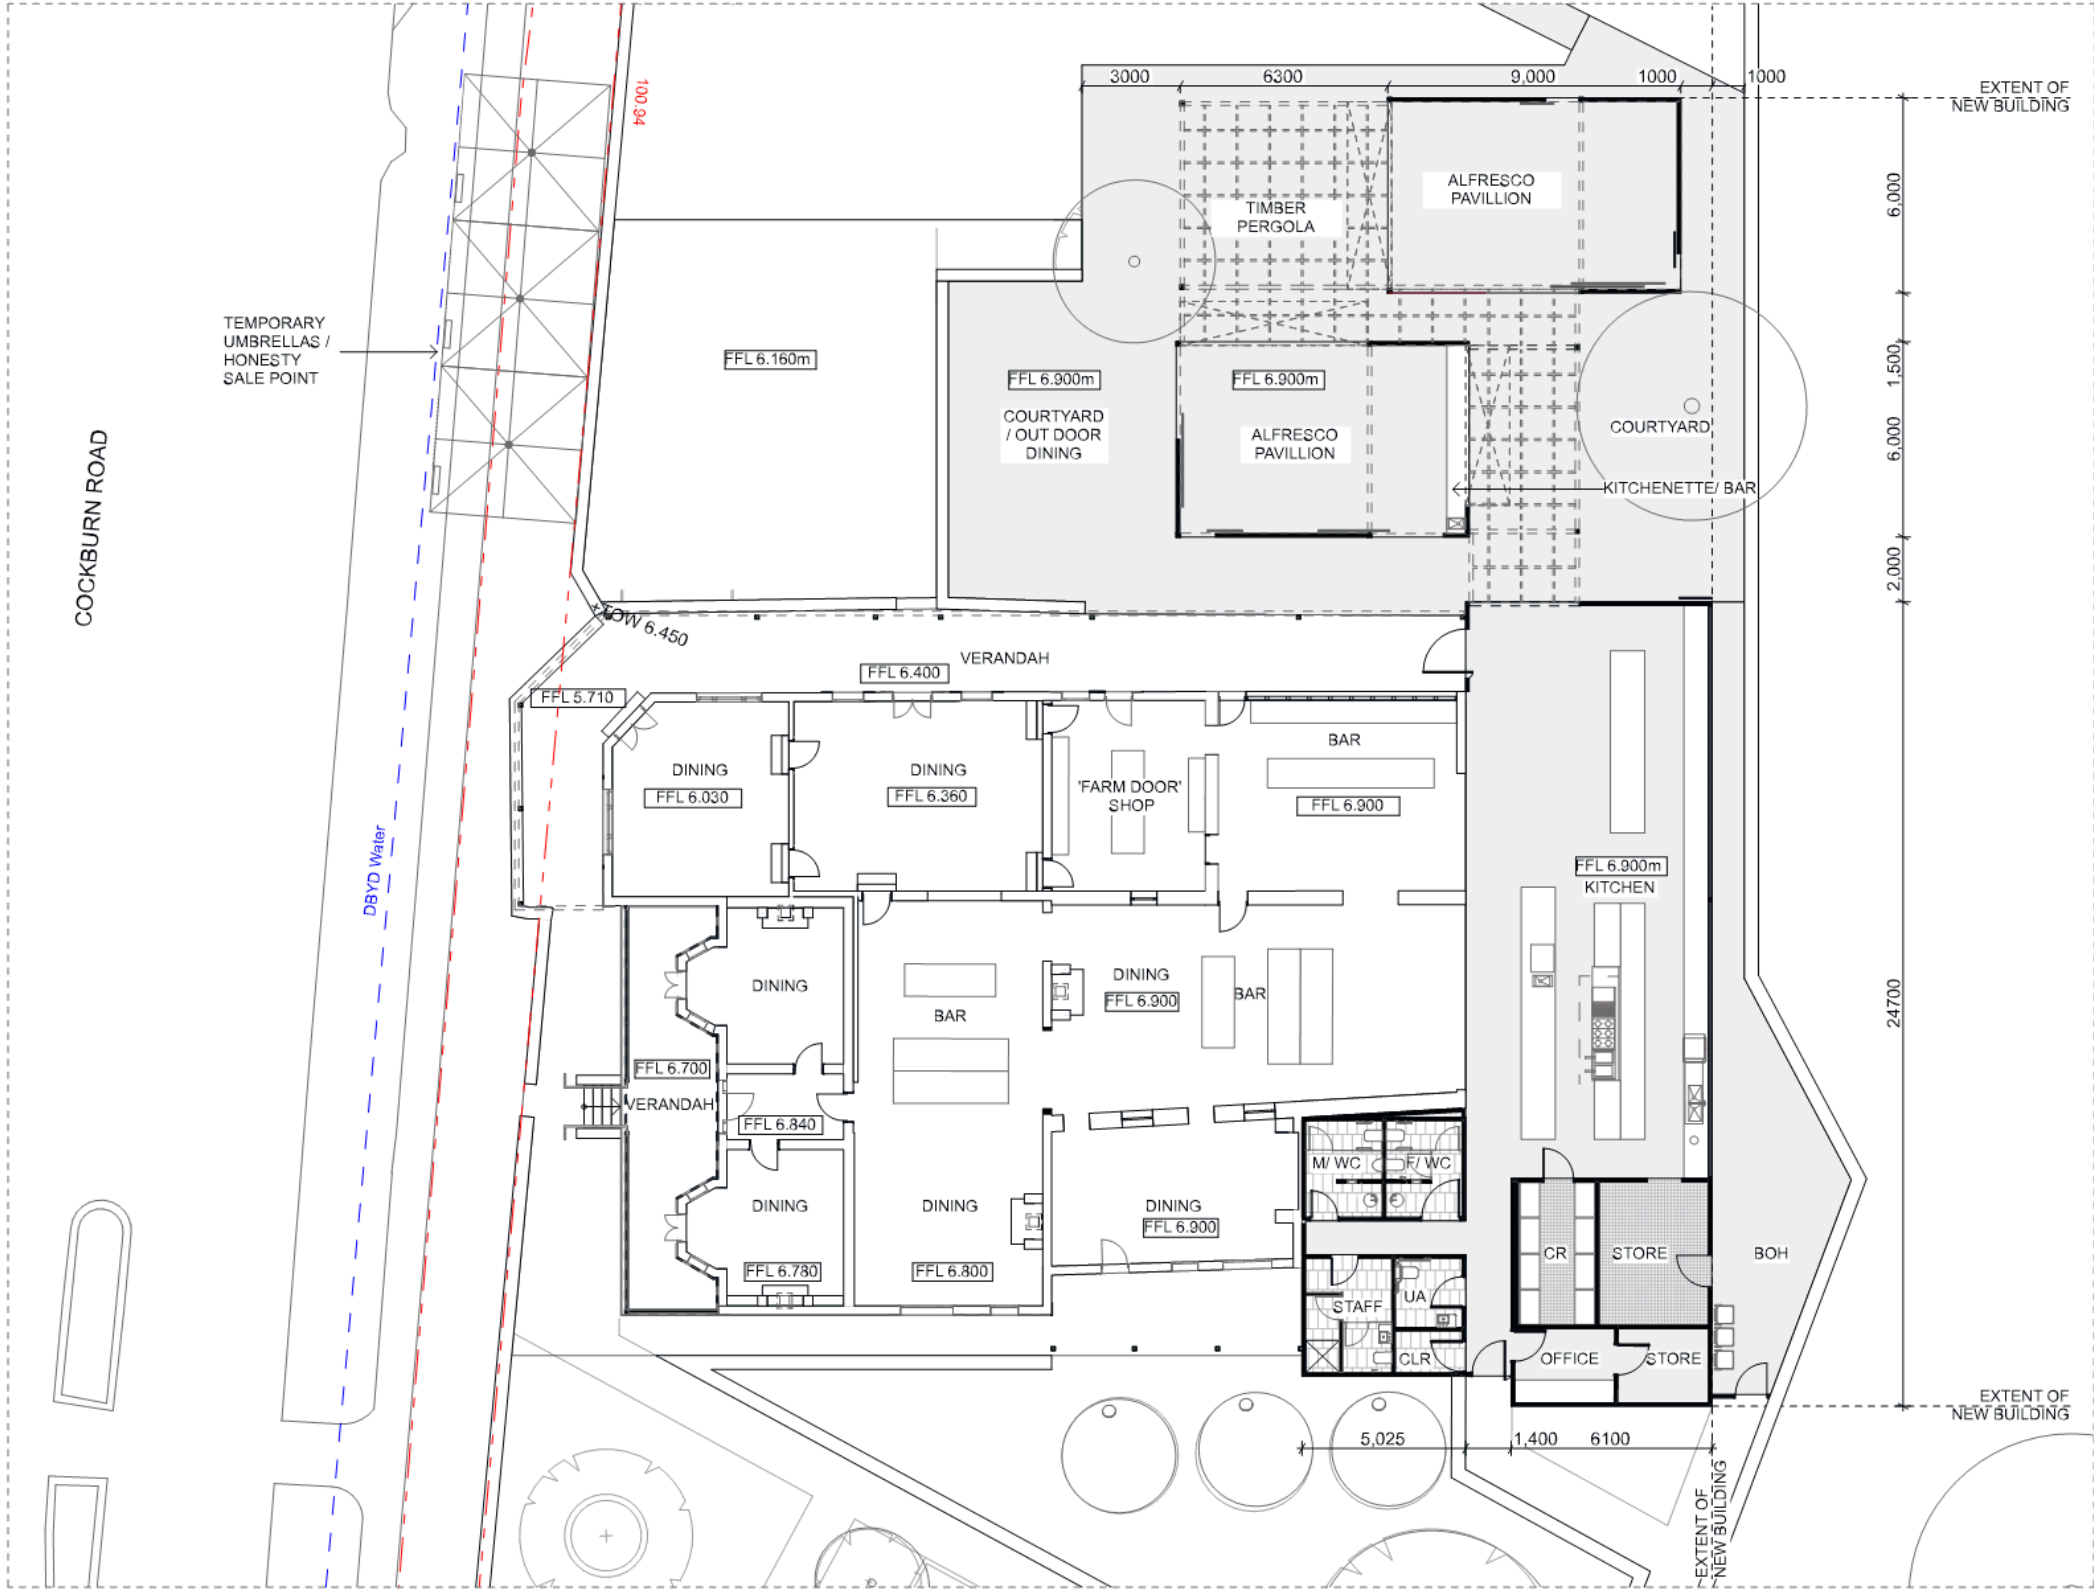 3000
6300
9,000
1000
1000
EXTENT OF
NEW BUILDING
100.94
ALFRESCO
PAVILLION
6,000
TIMBER
PERGOLA
TEMPORARY
UMBRELLAS /
HONESTY
SALE POINT
FFL 6.160m
FFL 6.900m
COURTYARD
/ OUT DOOR
DINING
FFL 6.900m
ALFRESCO
PAVILLION
1,500
COURTYARD
6,000
KITCHENETTE/ BAR
COCKBURN ROAD
2,000
TOW 6.450
VERANDAH
FFL 6.400
FFL 5.710
DINING
FFL 6.030
DINING
FFL 6.360
'FARM DOOR'
SHOP
BAR
FFL 6.900
FFL 6.900m
KITCHEN
DBYD Water
DINING
BAR
DINING
FFL 6.900
BAR
24700
FFL 6.700
VERANDAH
FFL 6.840
M/ WC
F/ WC
DINING
FFL 6.780
DINING
FFL 6.800
DINING
FFL 6.900
CR
STORE
BOH
STAFF
UA
CLR
OFFICE
STORE
EXTENT OF
NEW BUILDING
5,025
1,400
6100
EXTENT OF
NEW BUILDING